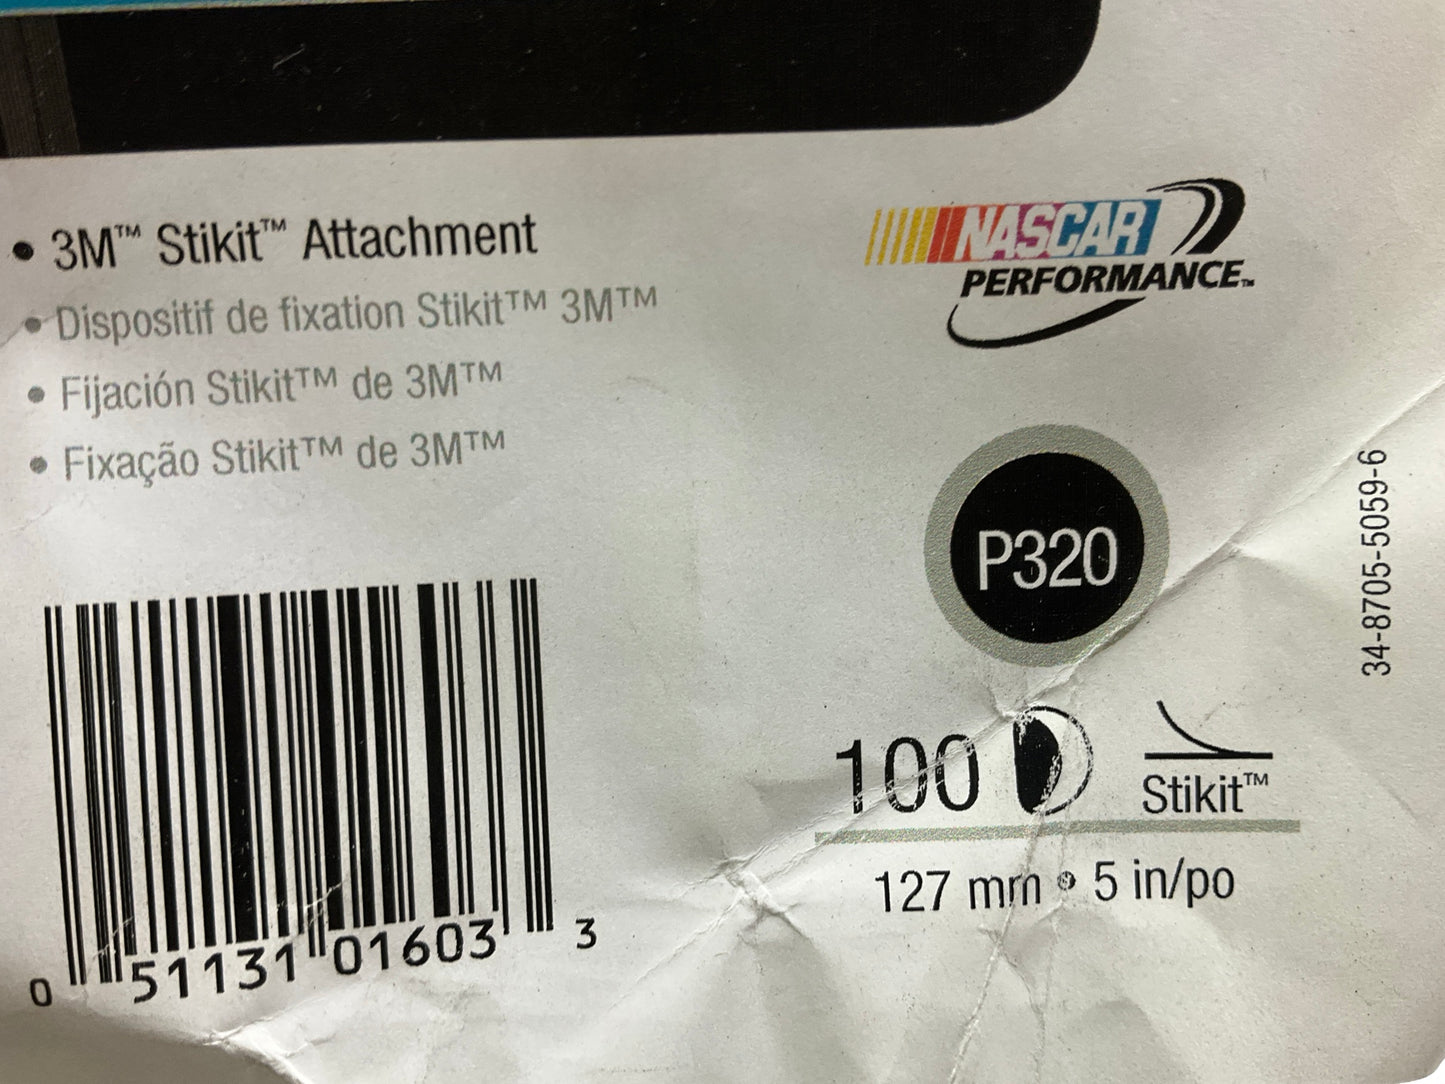 • 3M™ Stikit™ Attachment
• Dispositif de fixation Stikit™ 3M™
• Fijación Stikit™ de 3M™
• Fixação Stikit™ de 3M™
NASCAR
PERFORMANCE™
P320
34-8705-5059-6
100
Stikit™
127 mm • 5 in/po
0 51131 01603 3